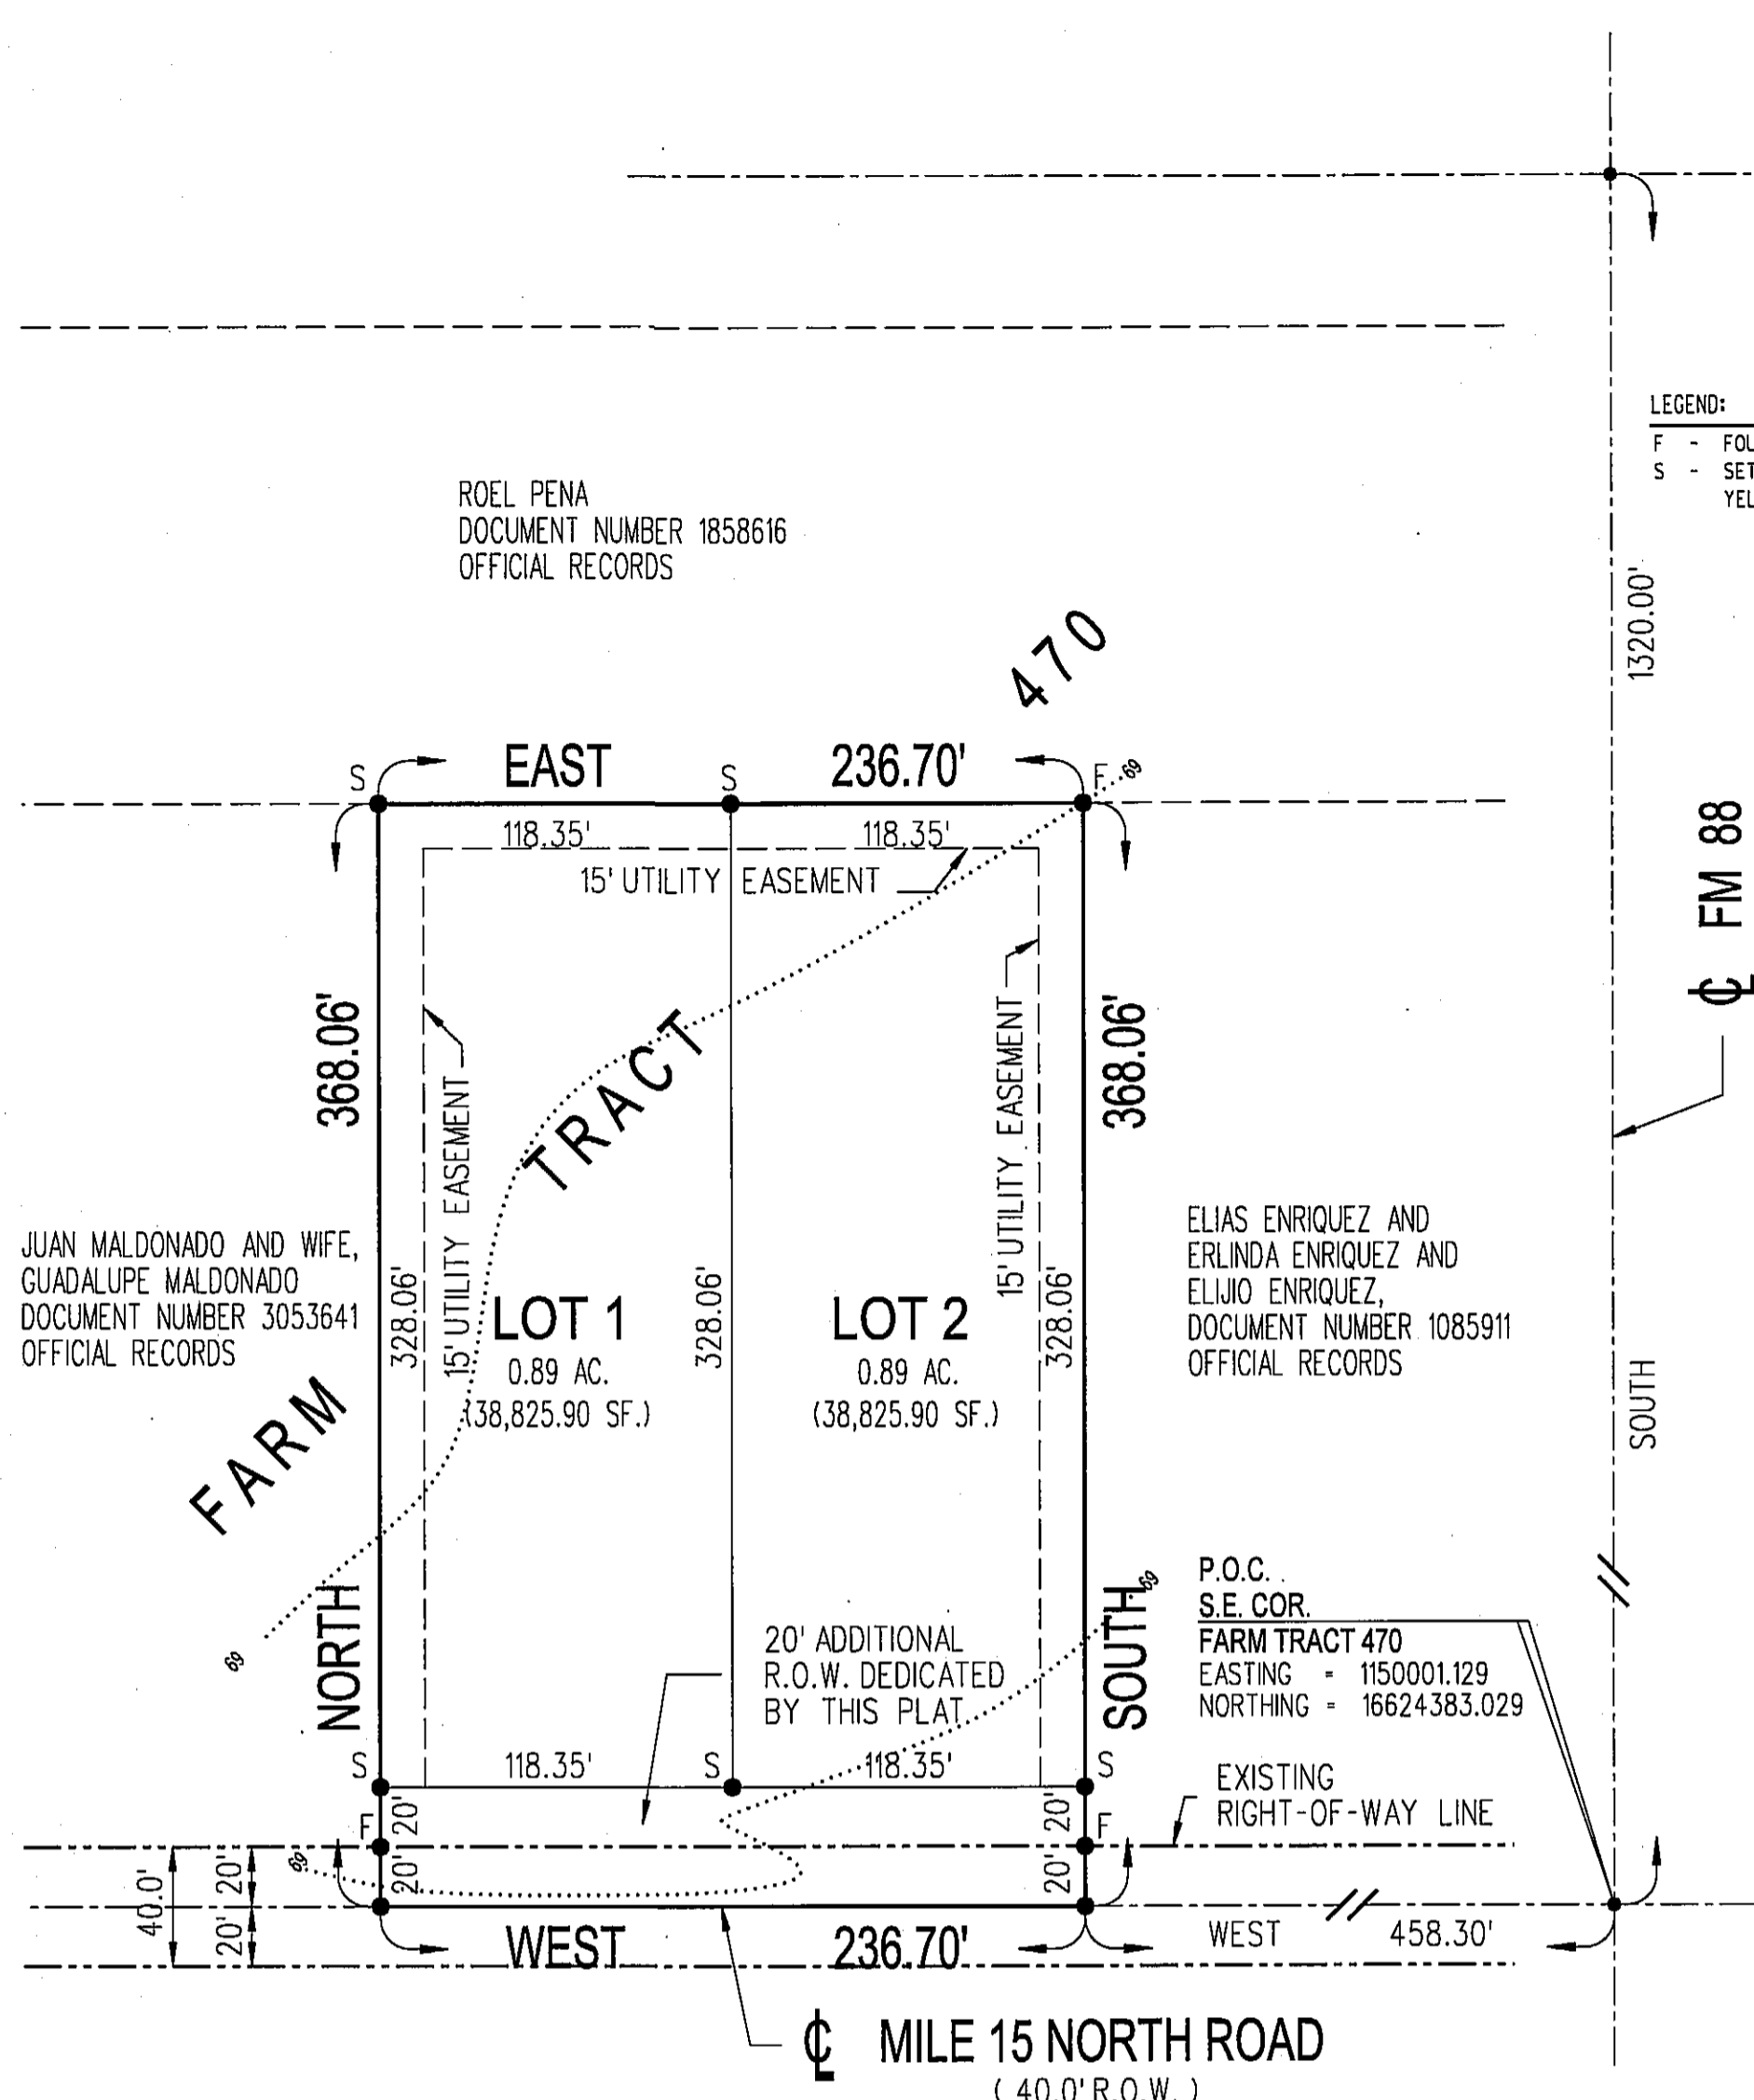 LEGEND:
F - FOU
S - SET
YEL
ROEL PENA
DOCUMENT NUMBER 1858616
OFFICIAL RECORDS
1320.00'
470
EAST 236.70'
S S F 69
118.35' 118.35'
15' UTILITY EASEMENT
℄ FM 88
368.06'
15' UTILITY EASEMENT
TRACT
15' UTILITY EASEMENT
368.06'
JUAN MALDONADO AND WIFE,
GUADALUPE MALDONADO
DOCUMENT NUMBER 3053641
OFFICIAL RECORDS
328.06'
LOT 1
0.89 AC.
(38,825.90 SF.)
328.06'
LOT 2
0.89 AC.
(38,825.90 SF.)
328.06'
ELIAS ENRIQUEZ AND
ERLINDA ENRIQUEZ AND
ELIJIO ENRIQUEZ,
DOCUMENT NUMBER 1085911
OFFICIAL RECORDS
SOUTH
FARM
69
NORTH
20' ADDITIONAL
R.O.W. DEDICATED
BY THIS PLAT
SOUTH
69
P.O.C.
S.E. COR.
FARM TRACT 470
EASTING = 1150001.129
NORTHING = 16624383.029
S 118.35' S 118.35' S
EXISTING
RIGHT-OF-WAY LINE
F 20' 20' F
40.0' 20' 69 20' 20'
20'
WEST 236.70'
WEST 458.30'
℄ MILE 15 NORTH ROAD
( 40.0' R.O.W. )